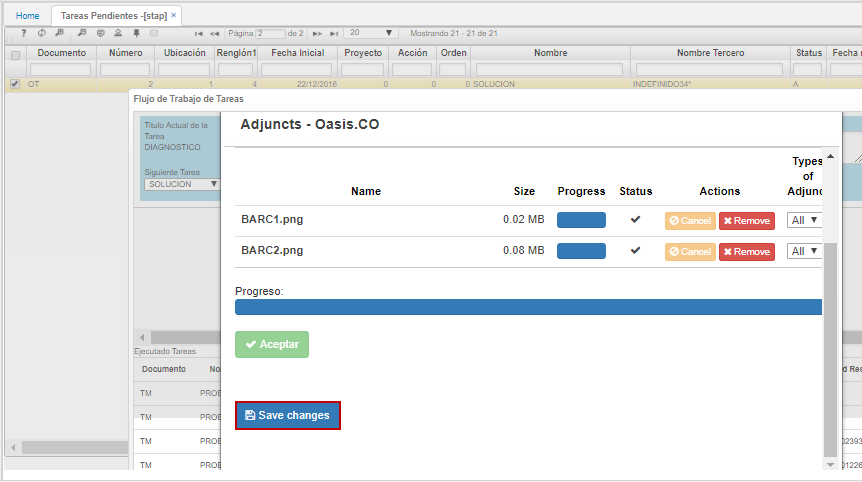 Home
Tareas Pendientes -[stap] ×
Página 2 de 2 20 Mostrando 21 - 21 de 21
Documento Número Ubicación Renglón1 Fecha Inicial Proyecto Acción Orden Nombre Nombre Tercero Status Fecha
OT 2 1 4 22/12/2016 0 0 0 SOLUCION INDEFINIDO34* A
Flujo de Trabajo de Tareas
Titulo Actual de la
Tarea
DIAGNOSTICO
Siguiente Tarea
SOLUCION
Adjuncts - Oasis.CO
Name Size Progress Status Actions Types of Adjunc
BARC1.png 0.02 MB Cancel Remove All
BARC2.png 0.08 MB Cancel Remove All
Progreso:
Aceptar
Save changes
Ejecutado Tareas
Documento No d Res
TM PROE
TM PROE
TM PROE 02393
TM PROE 01226